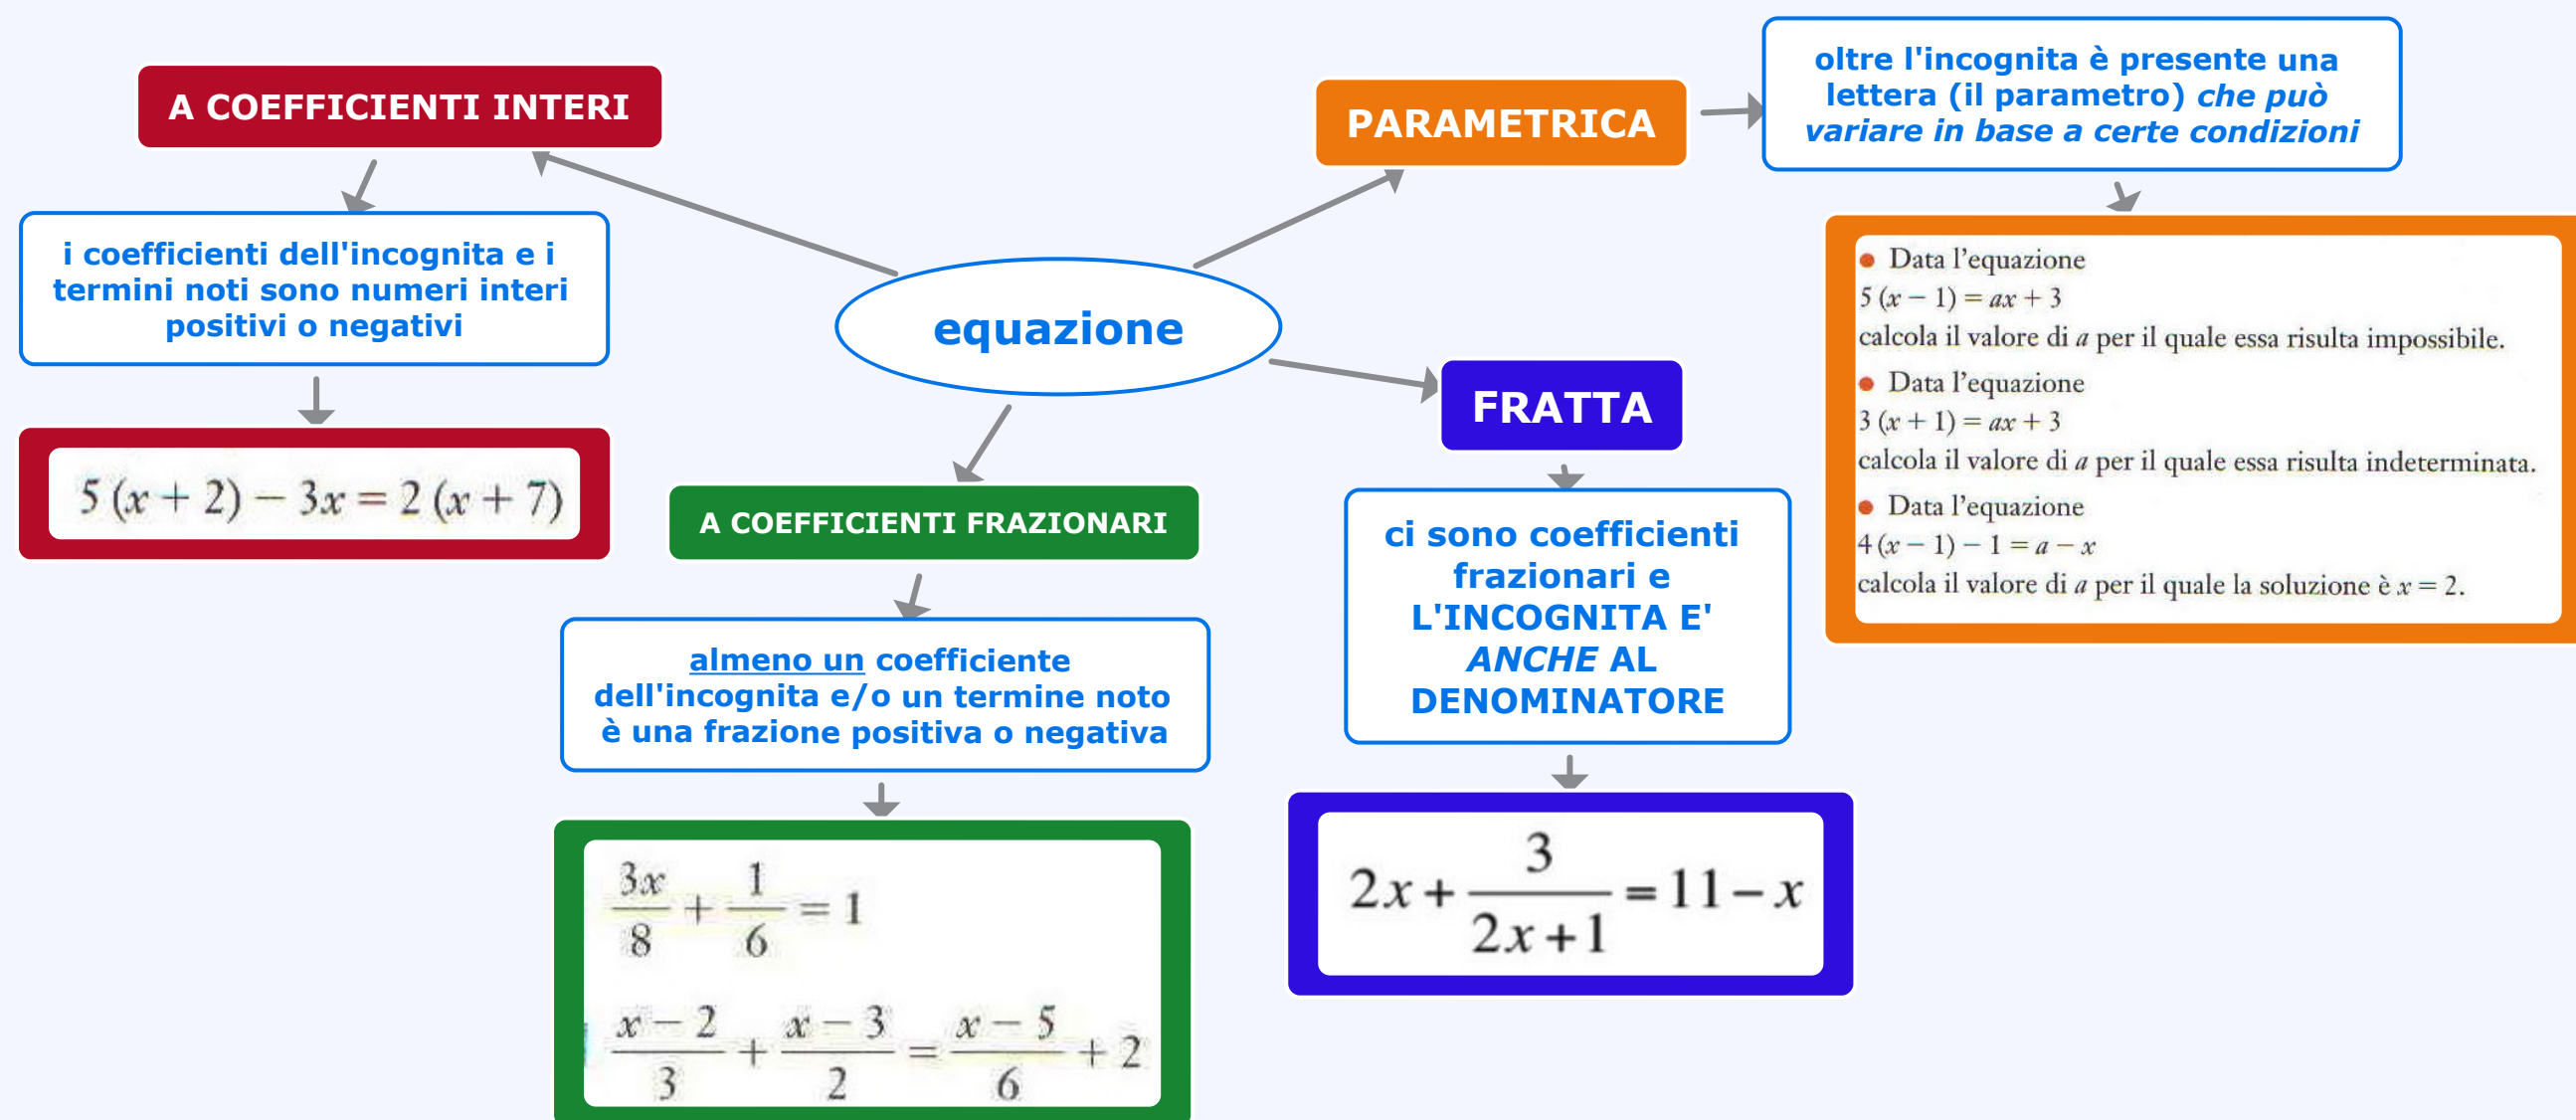 equazione
A COEFFICIENTI INTERI
i coefficienti dell'incognita e i
termini noti sono numeri interi
positivi o negativi
5 (x + 2) − 3x = 2 (x + 7)
A COEFFICIENTI FRAZIONARI
almeno un coefficiente
dell'incognita e/o un termine noto
è una frazione positiva o negativa
3x/8 + 1/6 = 1
x − 2/3 + x − 3/2 = x − 5/6 + 2
FRATTA
ci sono coefficienti
frazionari e
L'INCOGNITA E'
ANCHE AL
DENOMINATORE
2x + 3/2x+1 = 11 − x
PARAMETRICA
oltre l'incognita è presente una
lettera (il parametro) che può
variare in base a certe condizioni
• Data l'equazione
5 (x − 1) = ax + 3
calcola il valore di a per il quale essa risulta impossibile.
• Data l'equazione
3 (x + 1) = ax + 3
calcola il valore di a per il quale essa risulta indeterminata.
• Data l'equazione
4 (x − 1) − 1 = a − x
calcola il valore di a per il quale la soluzione è x = 2.